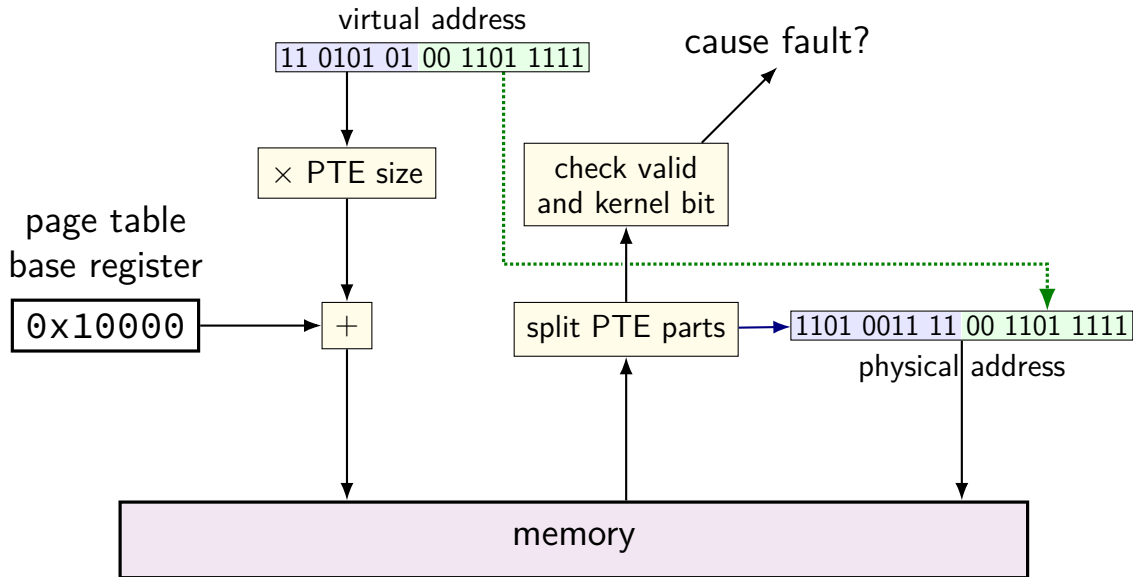 virtual address
11 0101 01 00 1101 1111
cause fault?
× PTE size
check valid
and kernel bit
page table
base register
0x10000
+
split PTE parts
1101 0011 11 00 1101 1111
physical address
memory